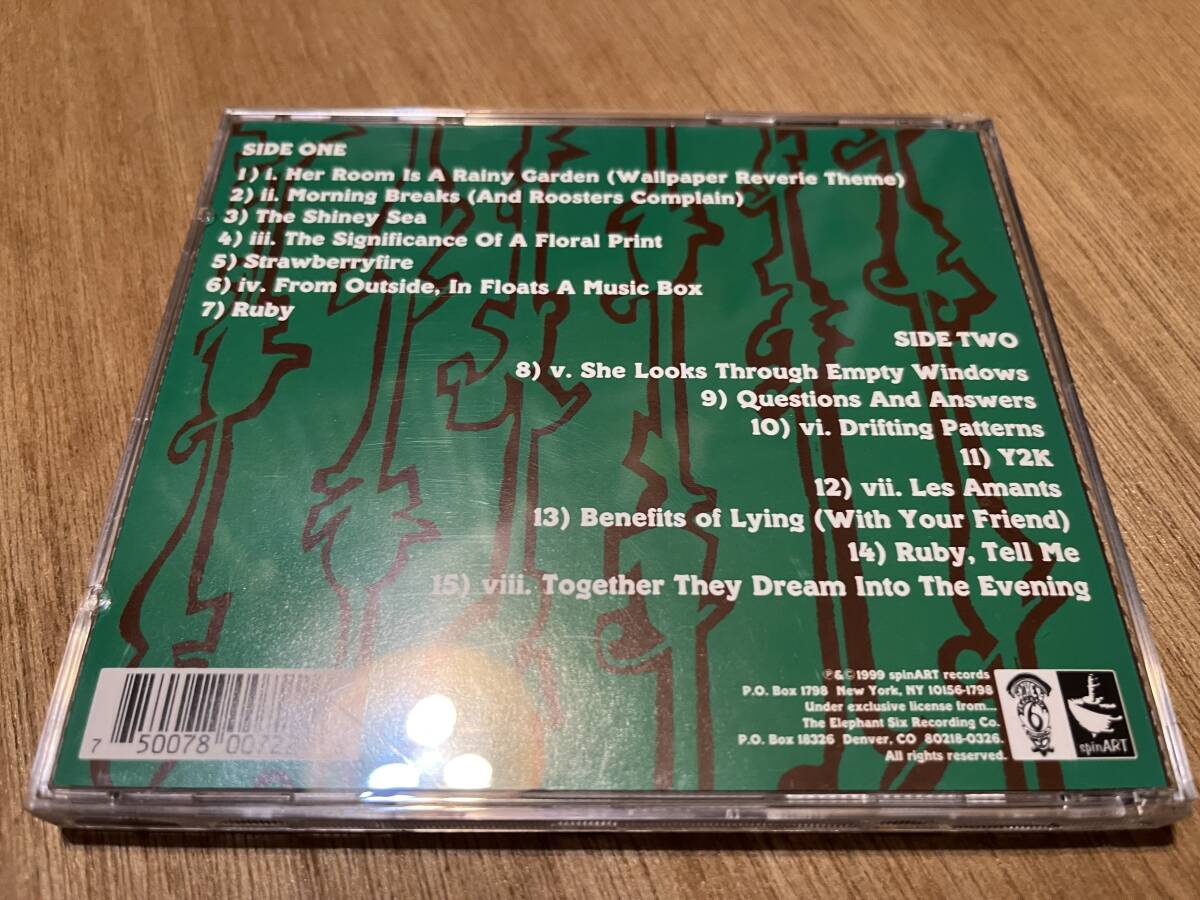 SIDE ONE
1) i. Her Room Is A Rainy Garden (Wallpaper Reverie Theme)
2) ii. Morning Breaks (And Roosters Complain)
3) The Shiney Sea
4) iii. The Significance Of A Floral Print
5) Strawberryfire
6) iv. From Outside, In Floats A Music Box
7) Ruby
SIDE TWO
8) v. She Looks Through Empty Windows
9) Questions And Answers
10) vi. Drifting Patterns
11) Y2K
12) vii. Les Amants
13) Benefits of Lying (With Your Friend)
14) Ruby, Tell Me
15) viii. Together They Dream Into The Evening
℗&©1999 spinART records
P.O. Box 1798 New York, NY 10156-1798
Under exclusive license from...
The Elephant Six Recording Co.
P.O. Box 18326 Denver, CO 80218-0326.
All rights reserved.
6
spinART
7 50078